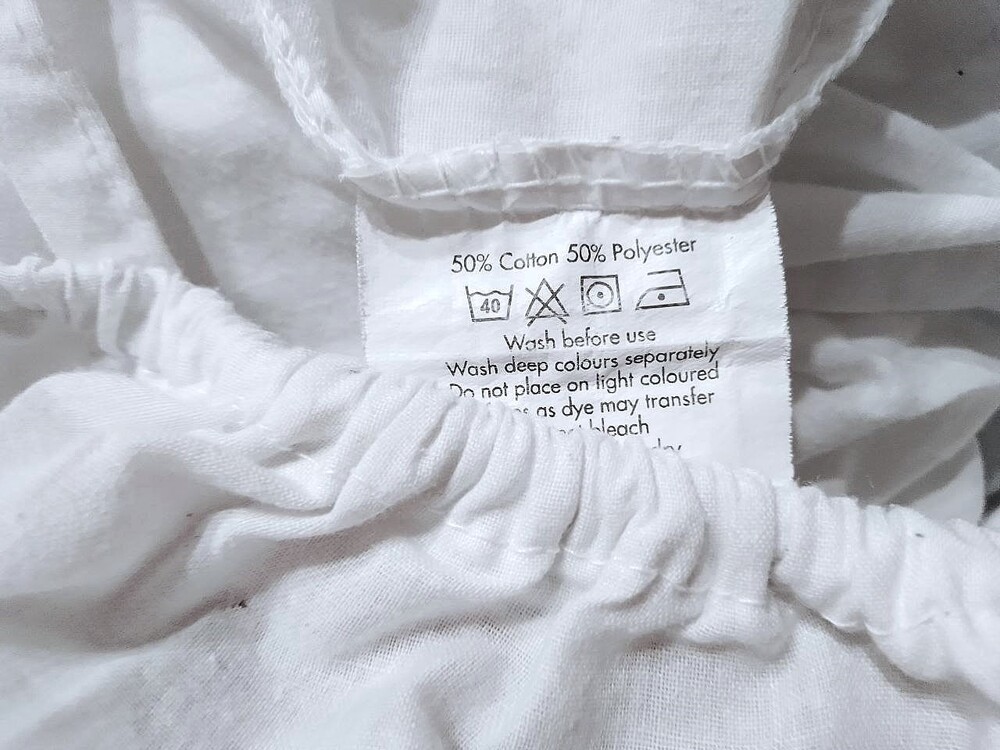 50% Cotton 50% Polyester
40
Wash before use
Wash deep colours separately
Do not place on light coloured
as dye may transfer
bleach
dry